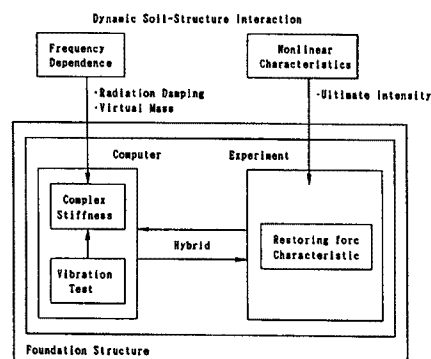 Dynamic Soil-Structure Interaction
Frequency
Dependence
Nonlinear
Characteristics
·Radiation Damping
·Virtual Mass
·Ultimate Intensity
Computer
Experiment
Complex
Stiffness
Vibration
Test
Hybrid
Restoring forc
Characteristic
Foundation Structure